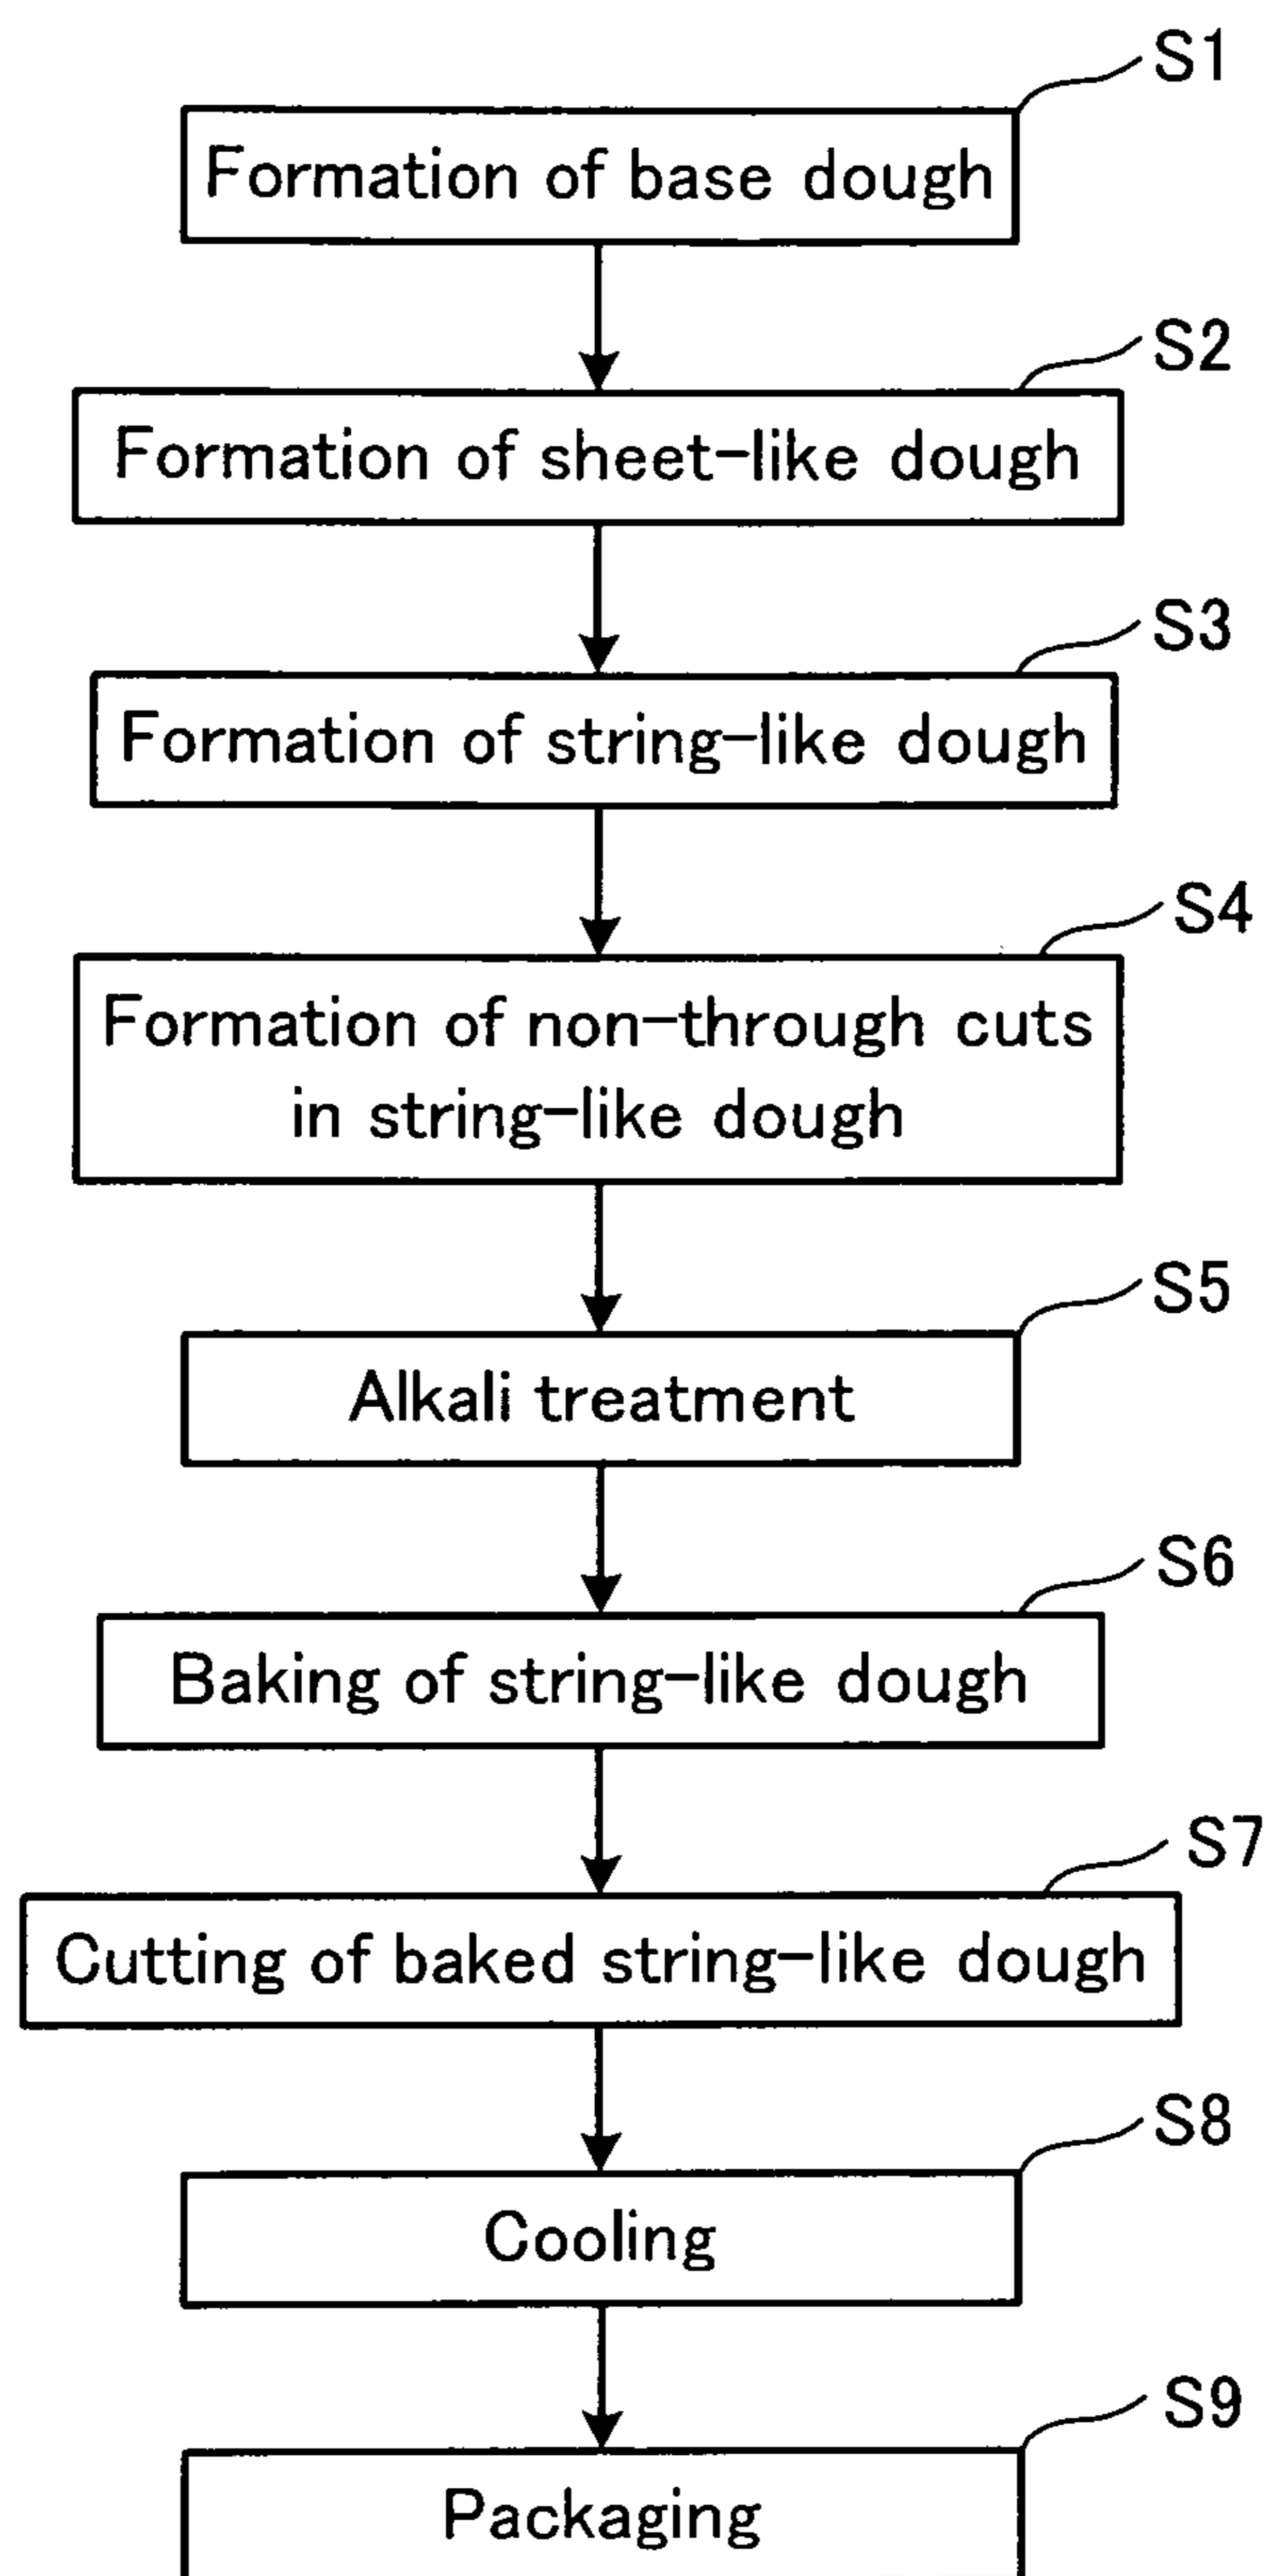 S1
Formation of base dough
S2
Formation of sheet-like dough
S3
Formation of string-like dough
S4
Formation of non-through cuts
in string-like dough
S5
Alkali treatment
S6
Baking of string-like dough
S7
Cutting of baked string-like dough
S8
Cooling
S9
Packaging